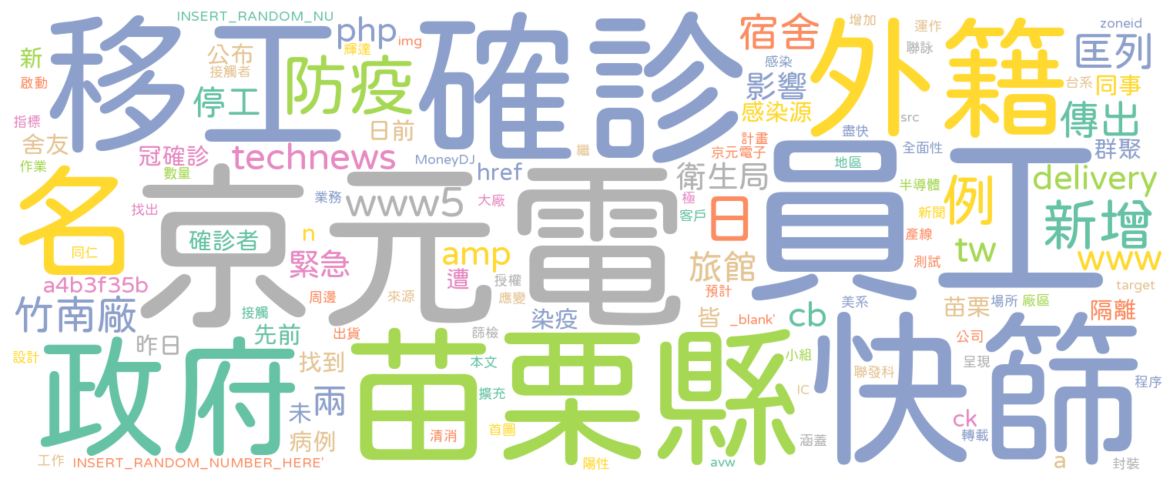 INSERT_RANDOM_NU
移工
確診
外籍
php
img
宿舍
增加
運作
zoneid
新
公布
輝達
接觸者
防疫
感染
聯詠
匡列
啟動
停工
影響
感染源
台系
同事
指標
日前
src
傳出
舍友
作業
計畫
盡快
冠確診
數量
technews
MoneyDJ
繼
京元電子
全面性
群聚
名
京元電
員工
href
衛生局
地區
半導體
delivery
業務
www5
大廠
極
客戶
例
找出
確診者
n
日
新聞
新增
同仁
緊急
amp
產線
tw
www
a4b3f35b
遭
授權
旅館
測試
周邊
來源
應變
預計
美系
target
竹南廠
接觸
染疫
皆
_blank'
cb
苗栗
場所
廠區
隔離
先前
出貨
篩檢
昨日
政府
苗栗縣
快篩
公司
設計
找到
本文
小組
呈現
聯發科
程序
未
兩
擴充
IC
ck
病例
清消
首圖
涵蓋
轉載
工作
INSERT_RANDOM_NUMBER_HERE'
陽性
avw
a
封裝